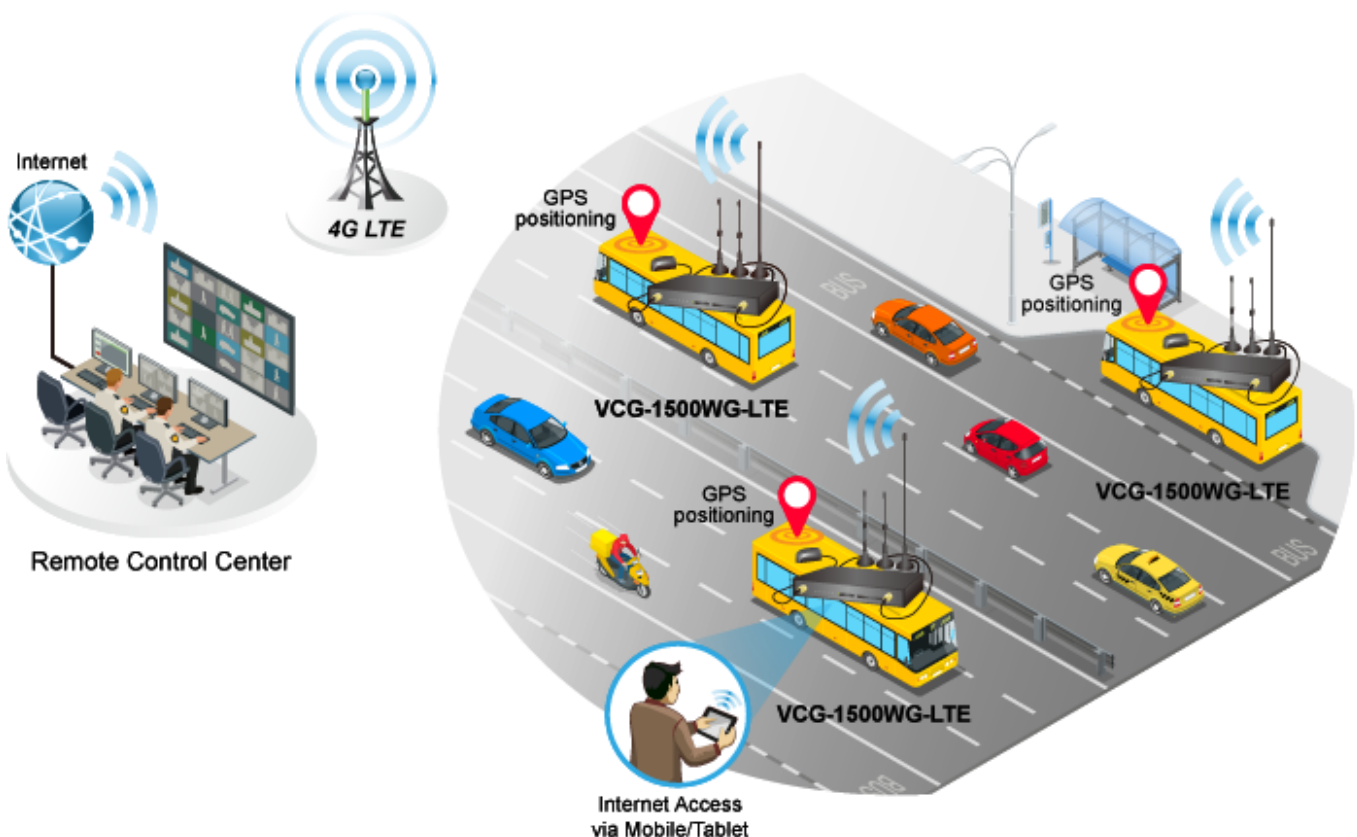 Internet
4G LTE
Remote Control Center
GPS
positioning
VCG-1500WG-LTE
BUS
GPS
positioning
VCG-1500WG-LTE
BUS
GPS
positioning
VCG-1500WG-LTE
BUS
Internet Access
via Mobile/Tablet